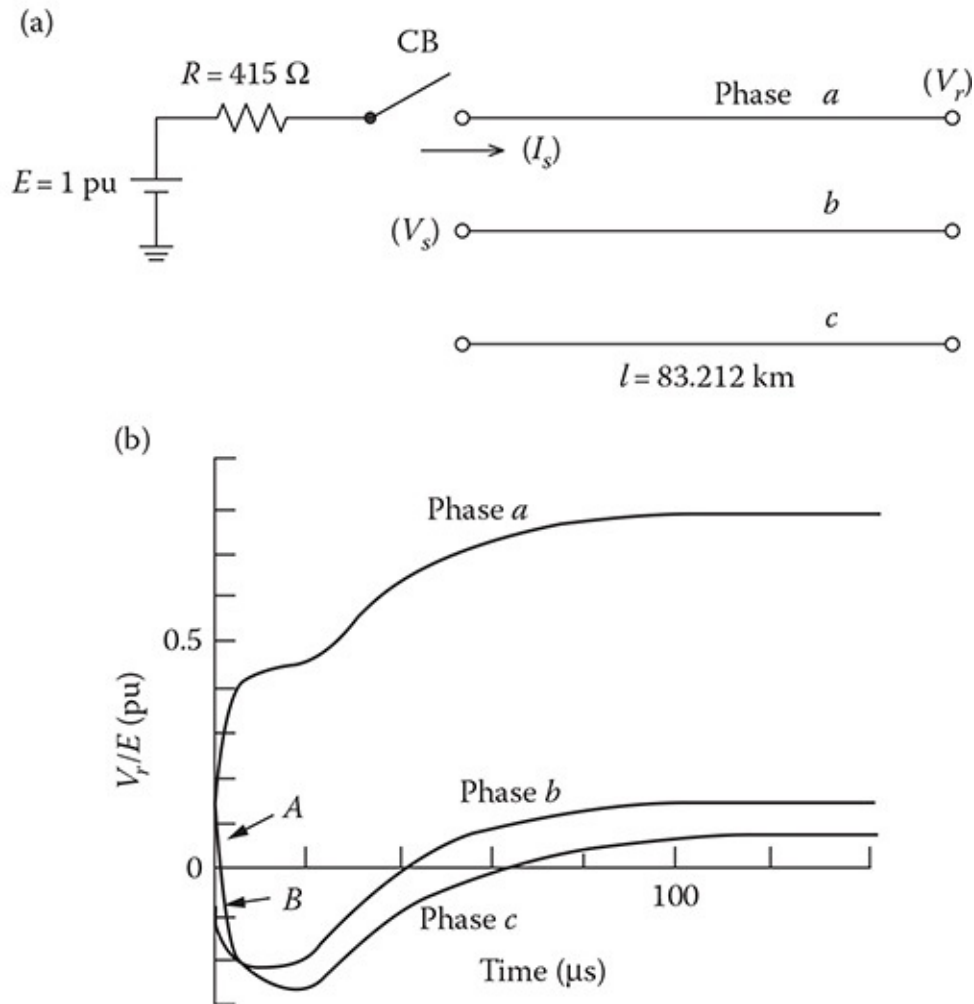 (a)
CB
R = 415 Ω
Phase a
(Vr)
(Is)
E = 1 pu
b
(Vs)
c
l = 83.212 km
(b)
Phase a
0.5
Vr/E (pu)
A
Phase b
0
B
100
Phase c
Time (μs)